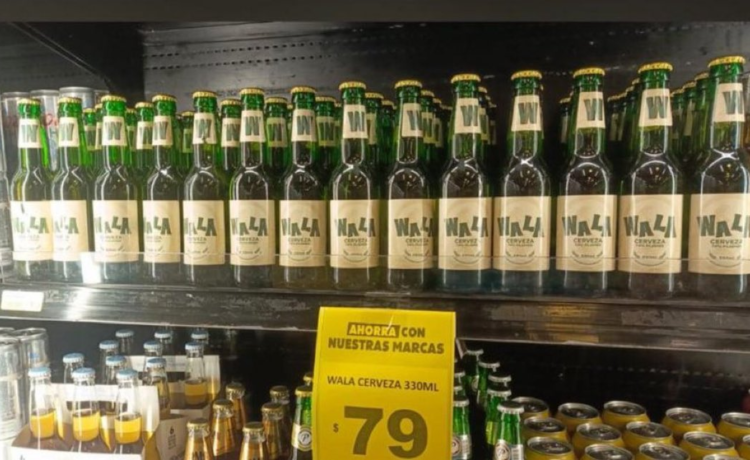 WALA
CERVEZA
AHORRA CON
NUESTRAS MARCAS
WALA CERVEZA 330ML
$79